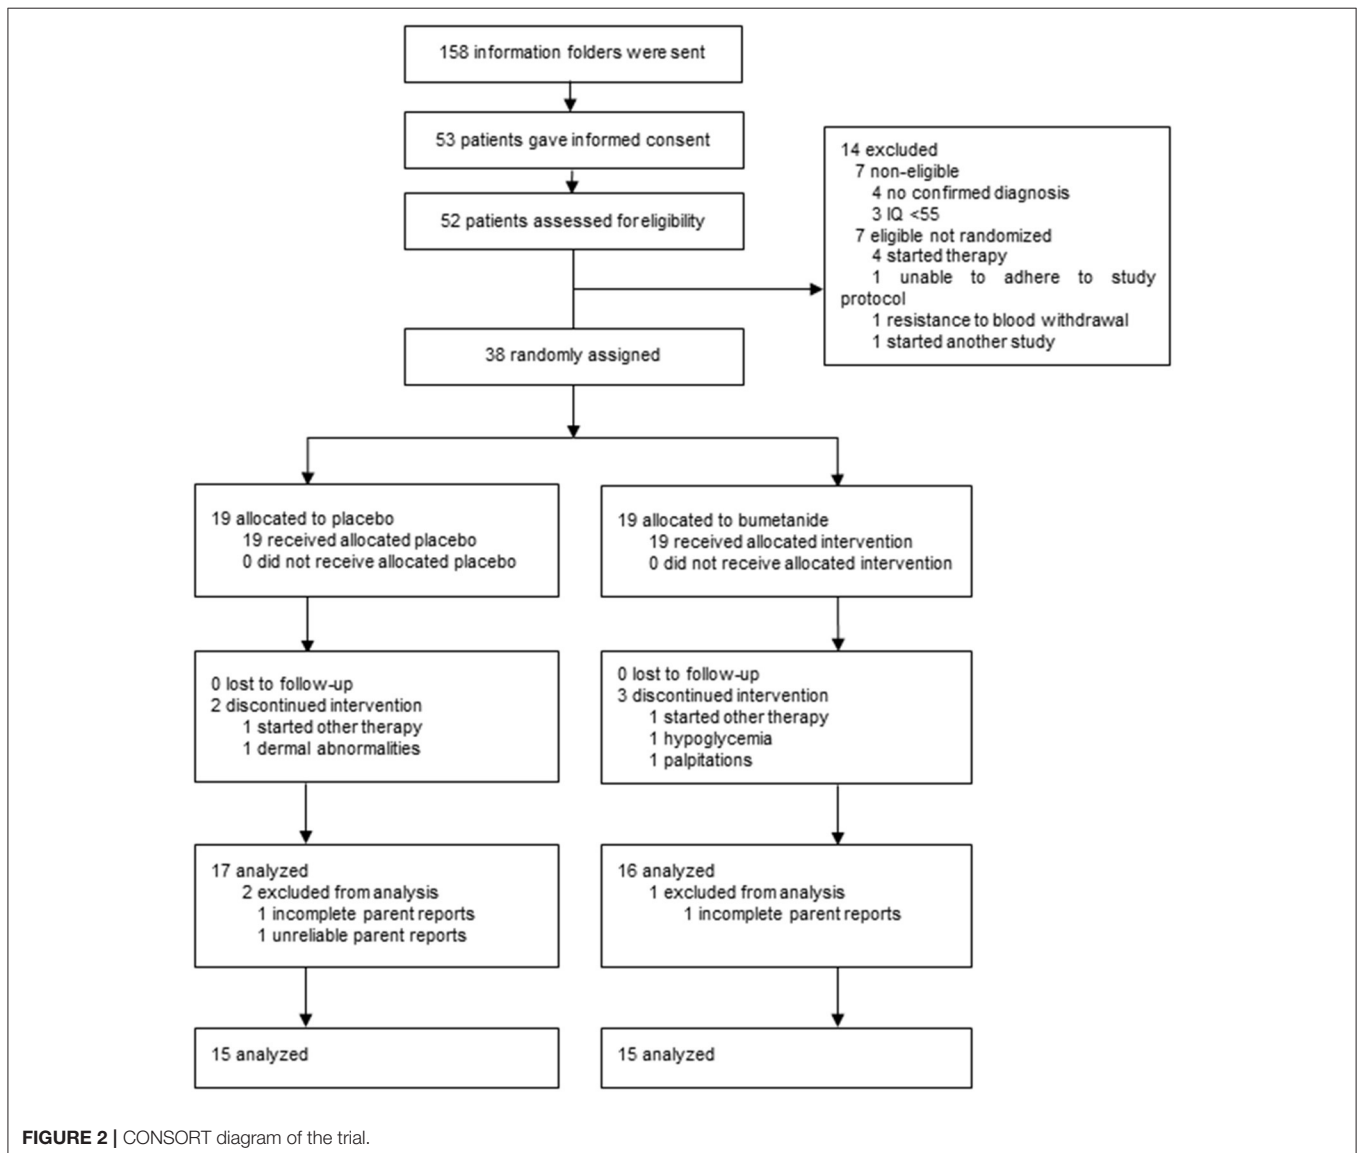 158 information folders were sent
53 patients gave informed consent
52 patients assessed for eligibility
14 excluded
7 non-eligible
4 no confirmed diagnosis
3 IQ <55
7 eligible not randomized
4 started therapy
1 unable to adhere to study
protocol
1 resistance to blood withdrawal
1 started another study
38 randomly assigned
19 allocated to placebo
19 received allocated placebo
0 did not receive allocated placebo
19 allocated to bumetanide
19 received allocated intervention
0 did not receive allocated intervention
0 lost to follow-up
2 discontinued intervention
1 started other therapy
1 dermal abnormalities
0 lost to follow-up
3 discontinued intervention
1 started other therapy
1 hypoglycemia
1 palpitations
17 analyzed
2 excluded from analysis
1 incomplete parent reports
1 unreliable parent reports
16 analyzed
1 excluded from analysis
1 incomplete parent reports
15 analyzed
15 analyzed
FIGURE 2 | CONSORT diagram of the trial.